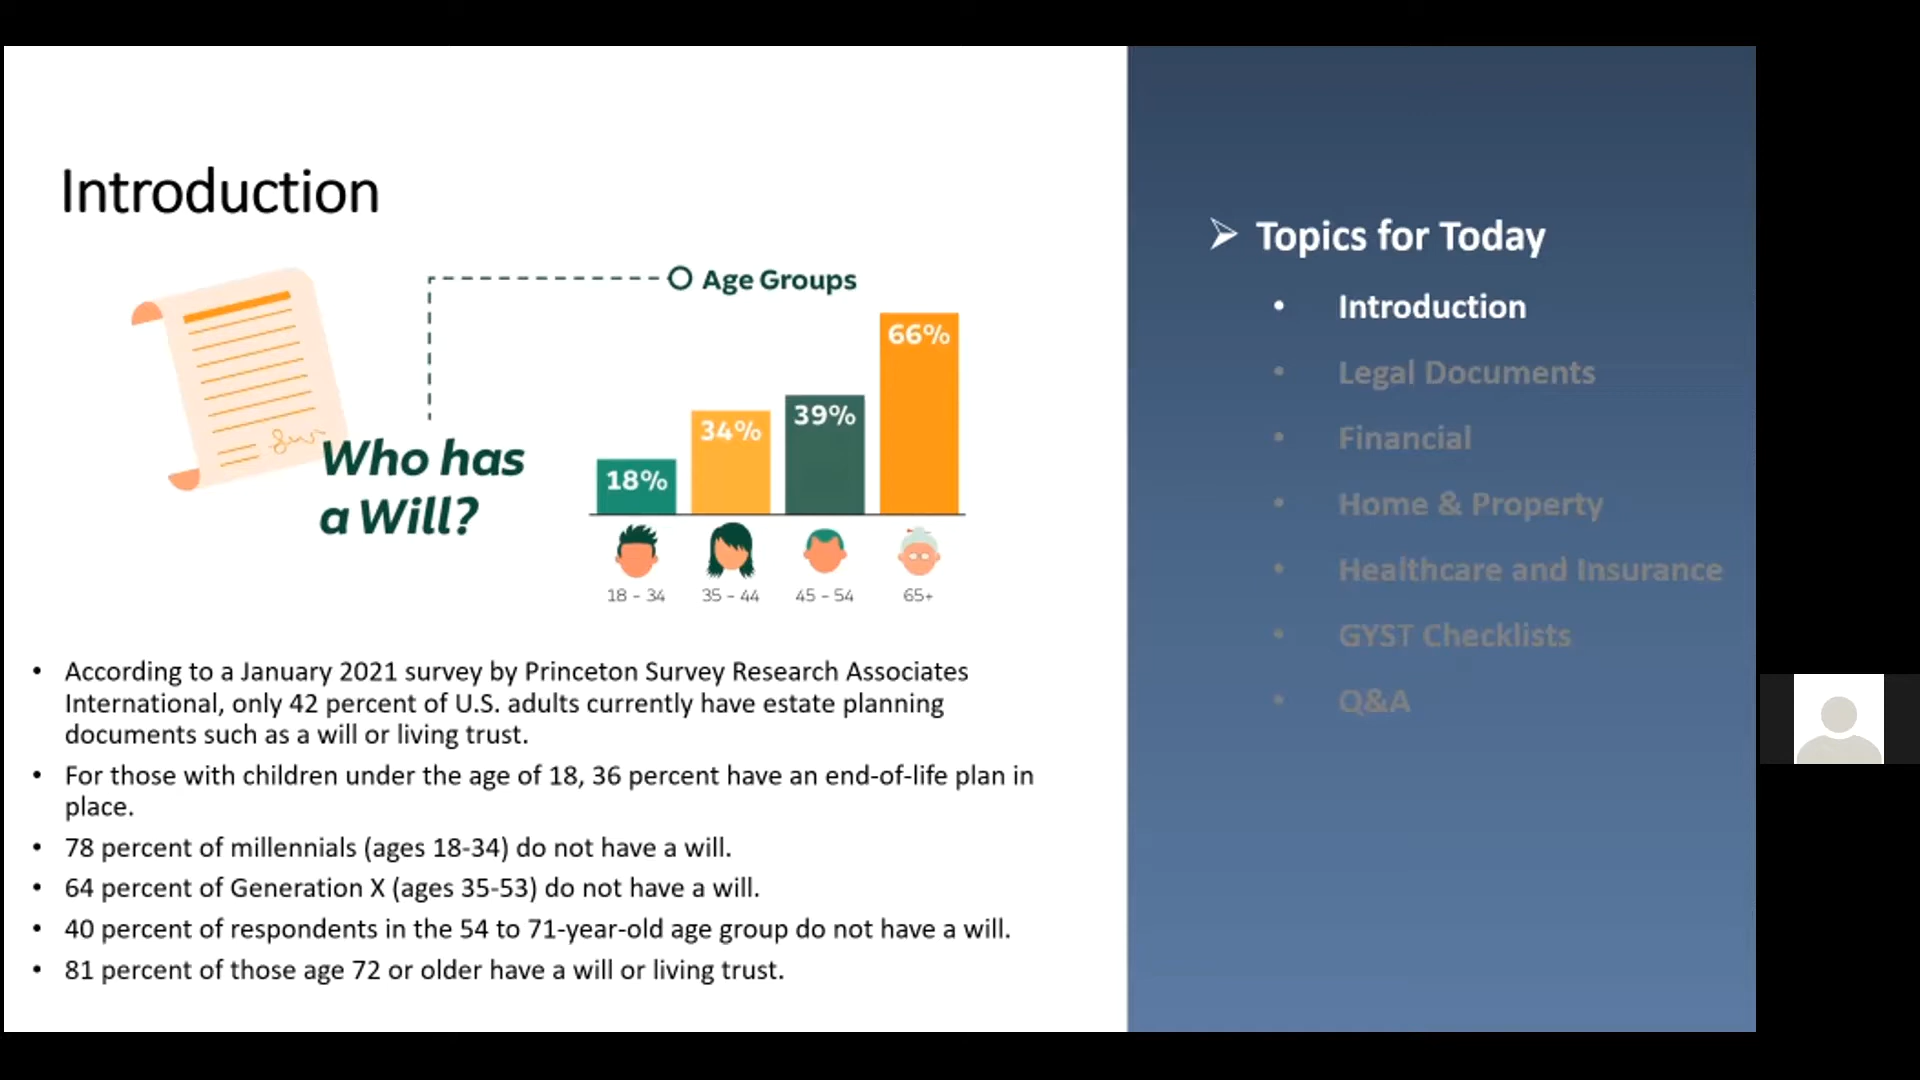 Introduction
Age Groups
Who has
a Will?
18%
34%
39%
66%
18 – 34
35 – 44
45 – 54
65+
• According to a January 2021 survey by Princeton Survey Research Associates
International, only 42 percent of U.S. adults currently have estate planning
documents such as a will or living trust.
• For those with children under the age of 18, 36 percent have an end-of-life plan in
place.
• 78 percent of millennials (ages 18-34) do not have a will.
• 64 percent of Generation X (ages 35-53) do not have a will.
• 40 percent of respondents in the 54 to 71-year-old age group do not have a will.
• 81 percent of those age 72 or older have a will or living trust.
➢ Topics for Today
• Introduction
• Legal Documents
• Financial
• Home & Property
• Healthcare and Insurance
• GYST Checklists
• Q&A